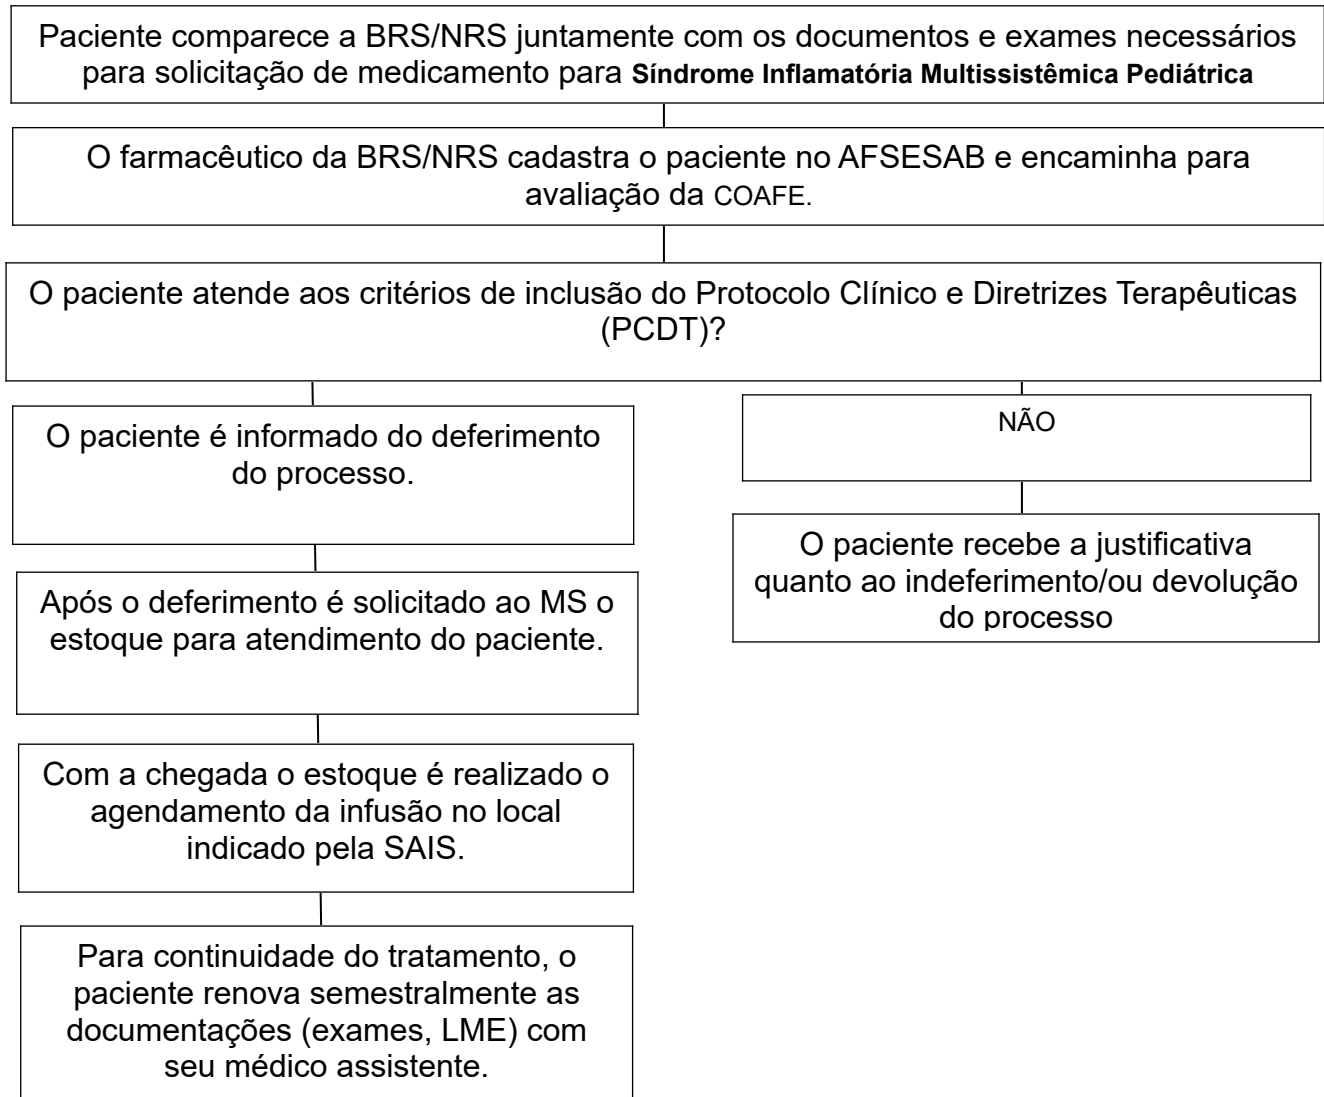 Paciente comparece a BRS/NRS juntamente com os documentos e exames necessários
para solicitação de medicamento para Síndrome Inflamatória Multissistêmica Pediátrica
O farmacêutico da BRS/NRS cadastra o paciente no AFSESAB e encaminha para
avaliação da COAFE.
O paciente atende aos critérios de inclusão do Protocolo Clínico e Diretrizes Terapêuticas
(PCDT)?
O paciente é informado do deferimento
do processo.
Após o deferimento é solicitado ao MS o
estoque para atendimento do paciente.
Com a chegada o estoque é realizado o
agendamento da infusão no local
indicado pela SAIS.
Para continuidade do tratamento, o
paciente renova semestralmente as
documentações (exames, LME) com
seu médico assistente.
NÃO
O paciente recebe a justificativa
quanto ao indeferimento/ou devolução
do processo